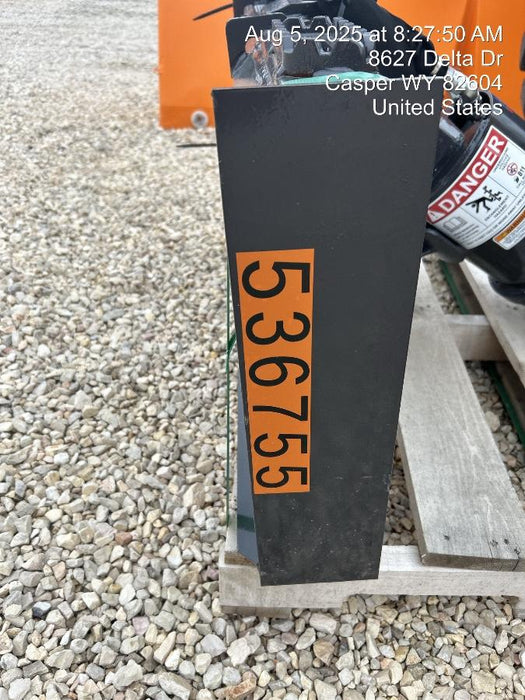 Aug 5, 2025 at 8:27:50 AM
8627 Delta Dr
Casper WY 82604
United States
DANGER
536755